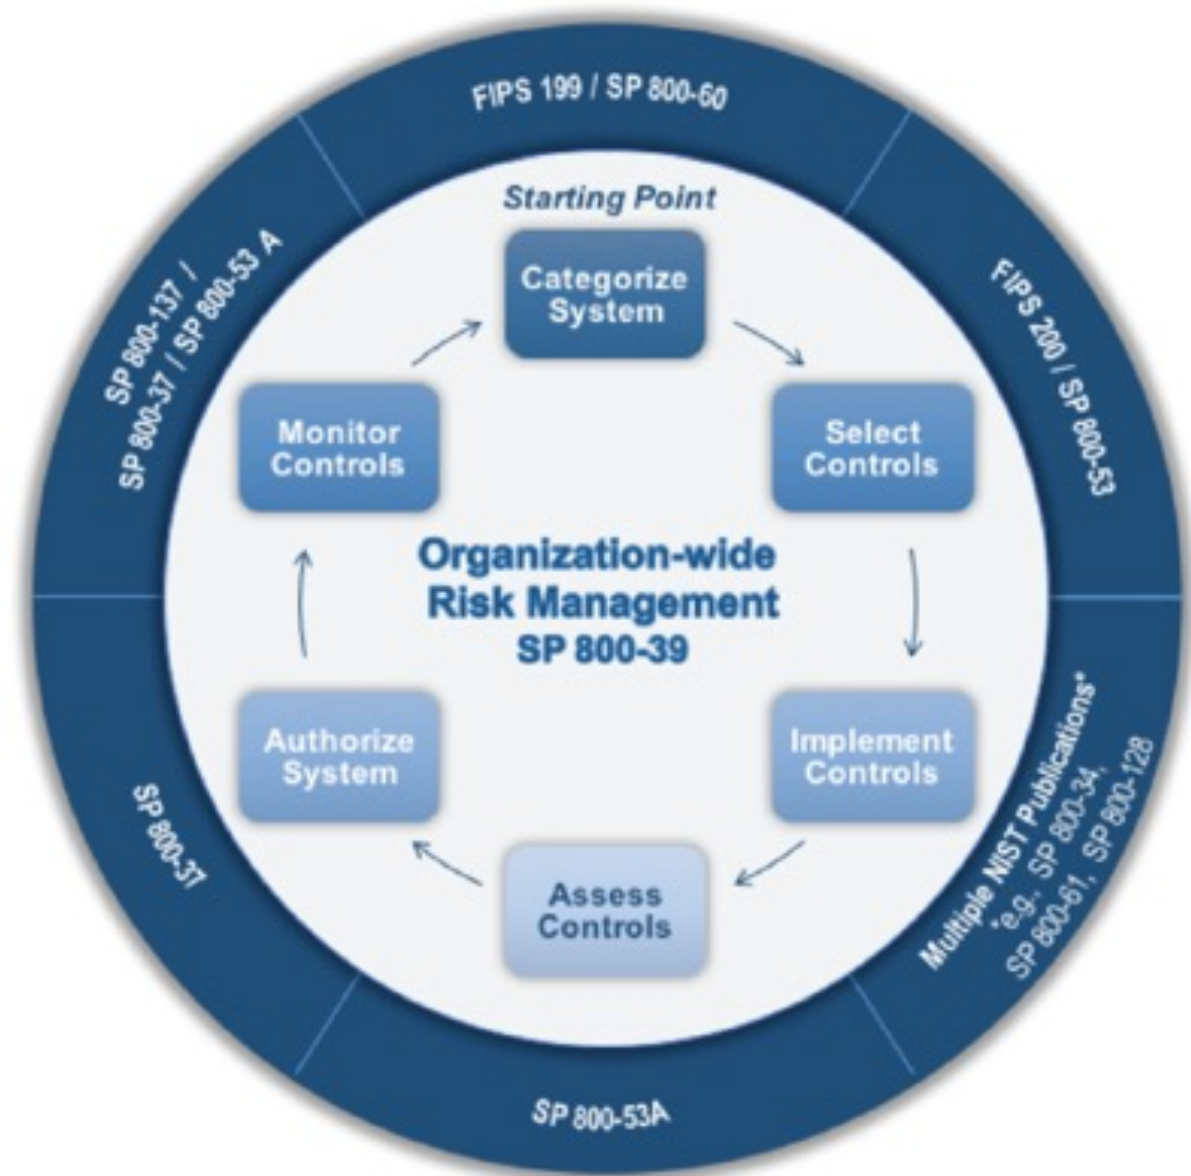 FIPS 199 / SP 800-60
Starting Point
Categorize
System
FIPS 200 / SP 800-53
Select
Controls
Multiple NIST Publications*
*e.g., SP 800-34,
SP 800-61, SP 800-128
Implement
Controls
SP 800-53A
Assess
Controls
SP 800-37
Authorize
System
SP 800-137 /
SP 800-37 / SP 800-53 A
Monitor
Controls
Organization-wide
Risk Management
SP 800-39